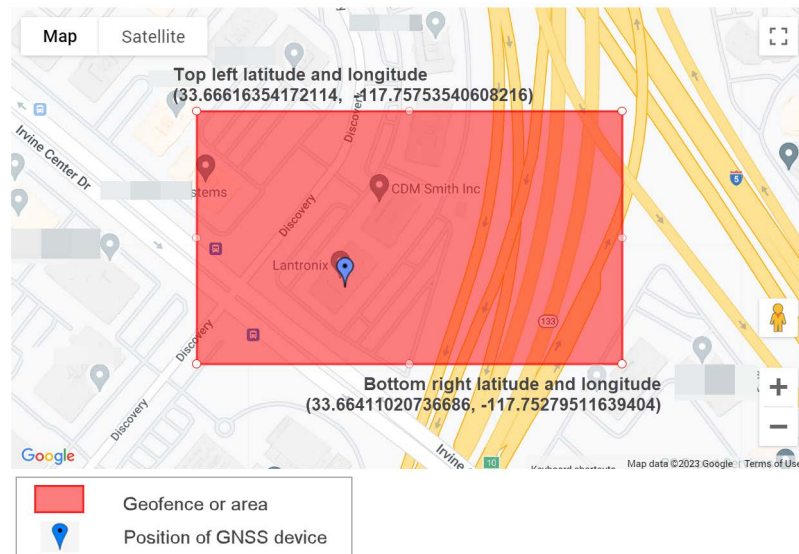 Map
Satellite
Top left latitude and longitude
(33.66616354172114, -117.75753540608216)
Discovery
Irvine Center Dr
stems
CDM Smith Inc
5
Discovery
Lantronix
133
Discovery
Bottom right latitude and longitude
(33.66411020736686, -117.75279511639404)
Discovery
Irvine
10
Google
Keyboard shortcuts
Map data ©2023 Google
Terms of Use
Geofence or area
Position of GNSS device